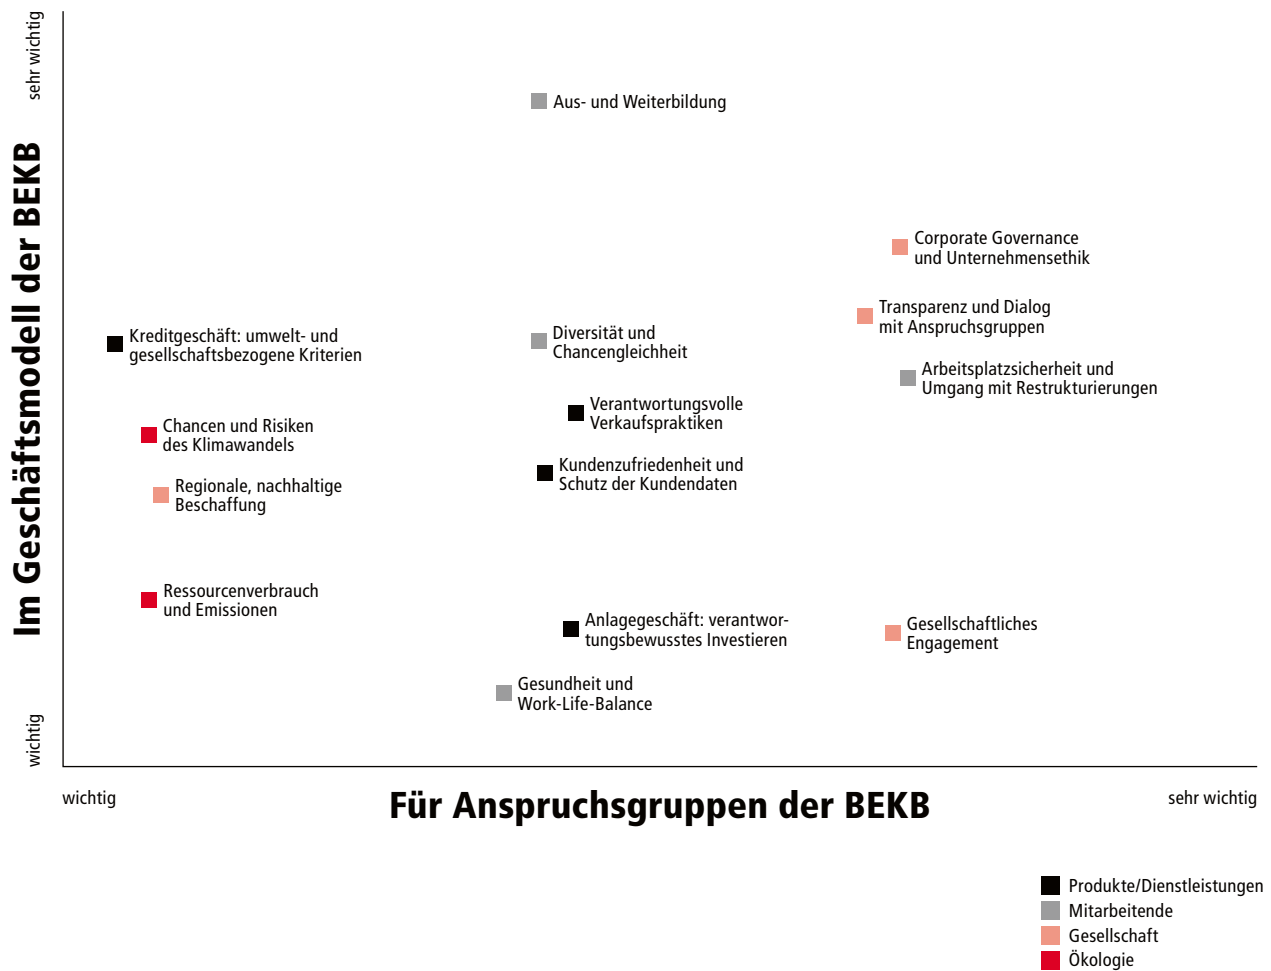 sehr wichtig
Im Geschäftsmodell der BEKB
wichtig
Aus- und Weiterbildung
Corporate Governance
und Unternehmensethik
Transparenz und Dialog
mit Anspruchsgruppen
Kreditgeschäft: umwelt- und
gesellschaftsbezogene Kriterien
Diversität und
Chancengleichheit
Arbeitsplatzsicherheit und
Umgang mit Restrukturierungen
Verantwortungsvolle
Verkaufspraktiken
Chancen und Risiken
des Klimawandels
Kundenzufriedenheit und
Schutz der Kundendaten
Regionale, nachhaltige
Beschaffung
Ressourcenverbrauch
und Emissionen
Anlagegeschäft: verantwor-
tungsbewusstes Investieren
Gesellschaftliches
Engagement
Gesundheit und
Work-Life-Balance
wichtig
Für Anspruchsgruppen der BEKB
sehr wichtig
Produkte/Dienstleistungen
Mitarbeitende
Gesellschaft
Ökologie